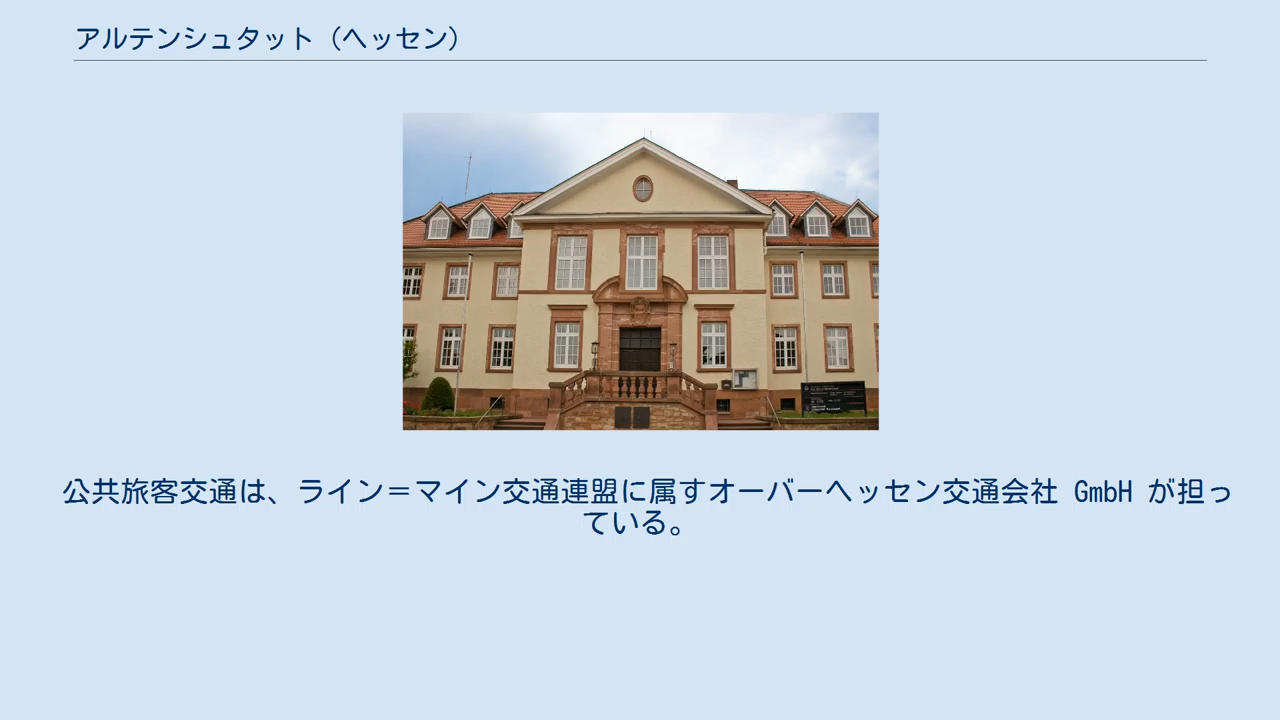 アルテンシュタット（ヘッセン）
公共旅客交通は、ライン＝マイン交通連盟に属すオーバーヘッセン交通会社 GmbH が担っ
ている。